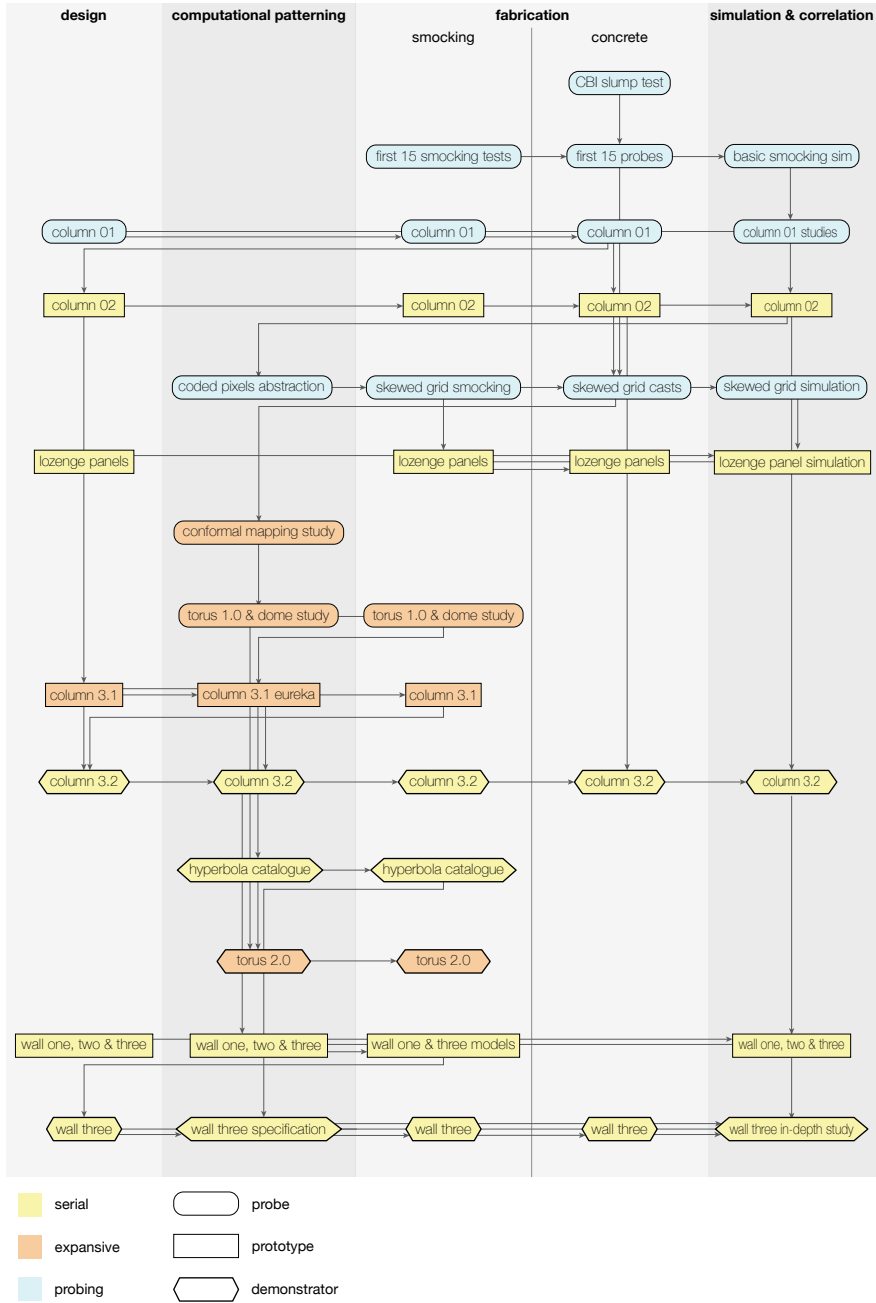 design computational patterning fabrication simulation & correlation
smocking concrete
CBI slump test
first 15 smocking tests first 15 probes basic smocking sim
column 01 column 01 column 01 column 01 studies
column 02 column 02 column 02 column 02
coded pixels abstraction skewed grid smocking skewed grid casts skewed grid simulation
lozenge panels lozenge panels lozenge panels lozenge panel simulation
conformal mapping study
torus 1.0 & dome study torus 1.0 & dome study
column 3.1 column 3.1 eureka column 3.1
column 3.2 column 3.2 column 3.2 column 3.2 column 3.2
hyperbola catalogue hyperbola catalogue
torus 2.0 torus 2.0
wall one, two & three wall one, two & three wall one & three models wall one, two & three
wall three wall three specification wall three wall three wall three in-depth study
serial probe
expansive prototype
probing demonstrator